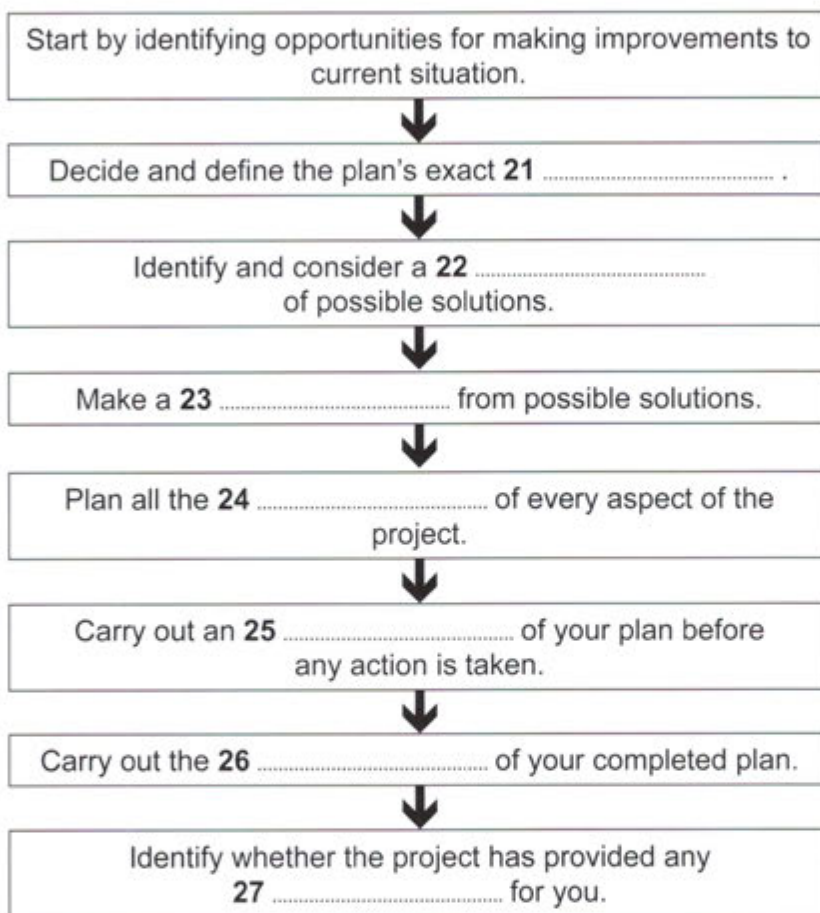 Start by identifying opportunities for making improvements to
current situation.
Decide and define the plan's exact 21 ................................ .
Identify and consider a 22 ................................
of possible solutions.
Make a 23 ................................ from possible solutions.
Plan all the 24 ................................ of every aspect of the
project.
Carry out an 25 ................................ of your plan before
any action is taken.
Carry out the 26 ................................ of your completed plan.
Identify whether the project has provided any
27 ................................ for you.